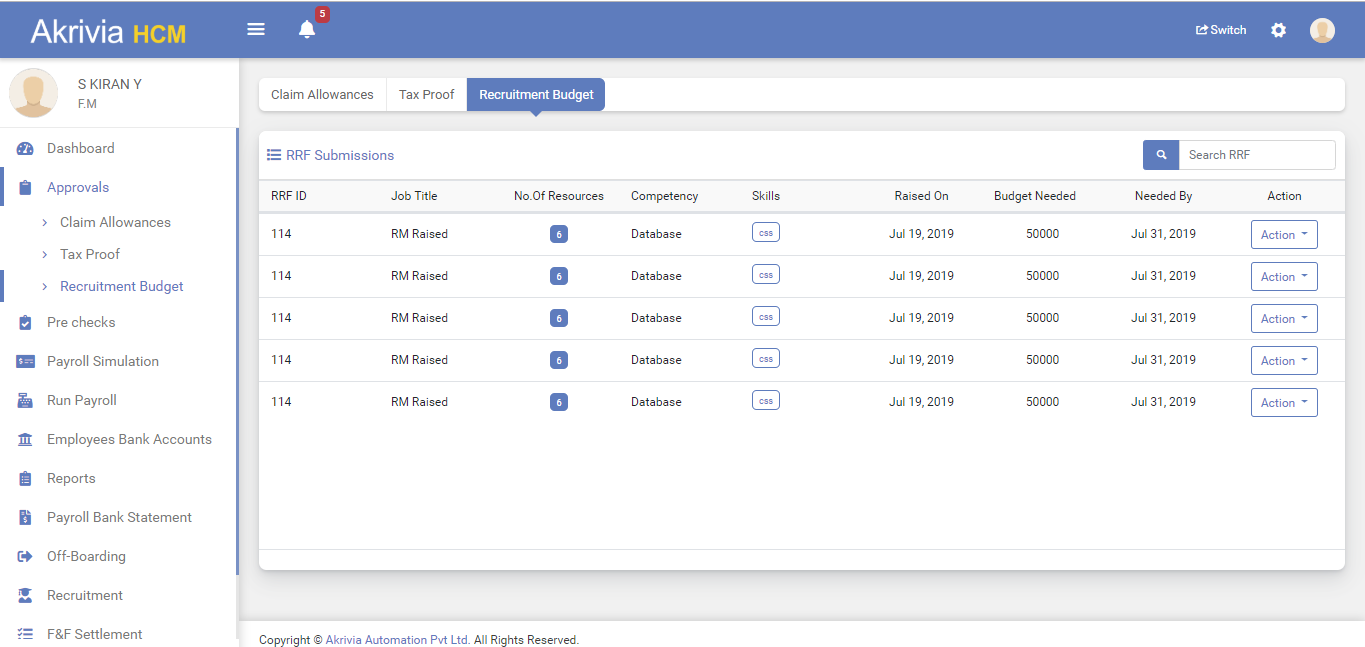 Akrivia HCM
5
Switch
S KIRAN Y
F.M
Dashboard
Approvals
Claim Allowances
Tax Proof
Recruitment Budget
Pre checks
Payroll Simulation
Run Payroll
Employees Bank Accounts
Reports
Payroll Bank Statement
Off-Boarding
Recruitment
F&F Settlement
Claim Allowances Tax Proof Recruitment Budget
RRF Submissions Search RRF
RRF ID Job Title No.Of Resources Competency Skills Raised On Budget Needed Needed By Action
114 RM Raised 6 Database css Jul 19, 2019 50000 Jul 31, 2019 Action
114 RM Raised 6 Database css Jul 19, 2019 50000 Jul 31, 2019 Action
114 RM Raised 6 Database css Jul 19, 2019 50000 Jul 31, 2019 Action
114 RM Raised 6 Database css Jul 19, 2019 50000 Jul 31, 2019 Action
114 RM Raised 6 Database css Jul 19, 2019 50000 Jul 31, 2019 Action
Copyright © Akrivia Automation Pvt Ltd. All Rights Reserved.